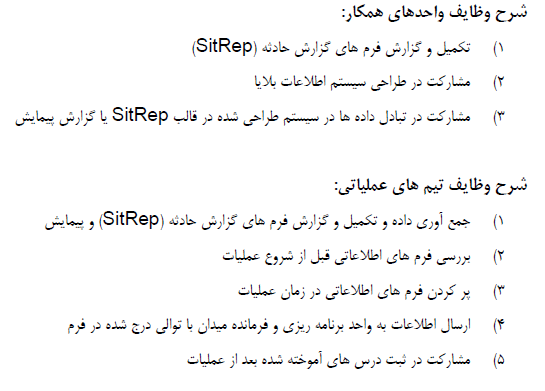 شرح وظایف واحدهای همکار:
۱) تکمیل و گزارش فرم های گزارش حادثه (SitRep)
۲) مشارکت در طراحی سیستم اطلاعات بلایا
۳) مشارکت در تبادل داده ها در سیستم طراحی شده در قالب SitRep یا گزارش پیمایش
شرح وظایف تیم های عملیاتی:
۱) جمع آوری داده و تکمیل و گزارش فرم های گزارش حادثه (SitRep) و پیمایش
۲) بررسی فرم های اطلاعاتی قبل از شروع عملیات
۳) پر کردن فرم های اطلاعاتی در زمان عملیات
۴) ارسال اطلاعات به واحد برنامه ریزی و فرمانده میدان با توالی درج شده در فرم
۵) مشارکت در ثبت درس های آموخته شده بعد از عملیات